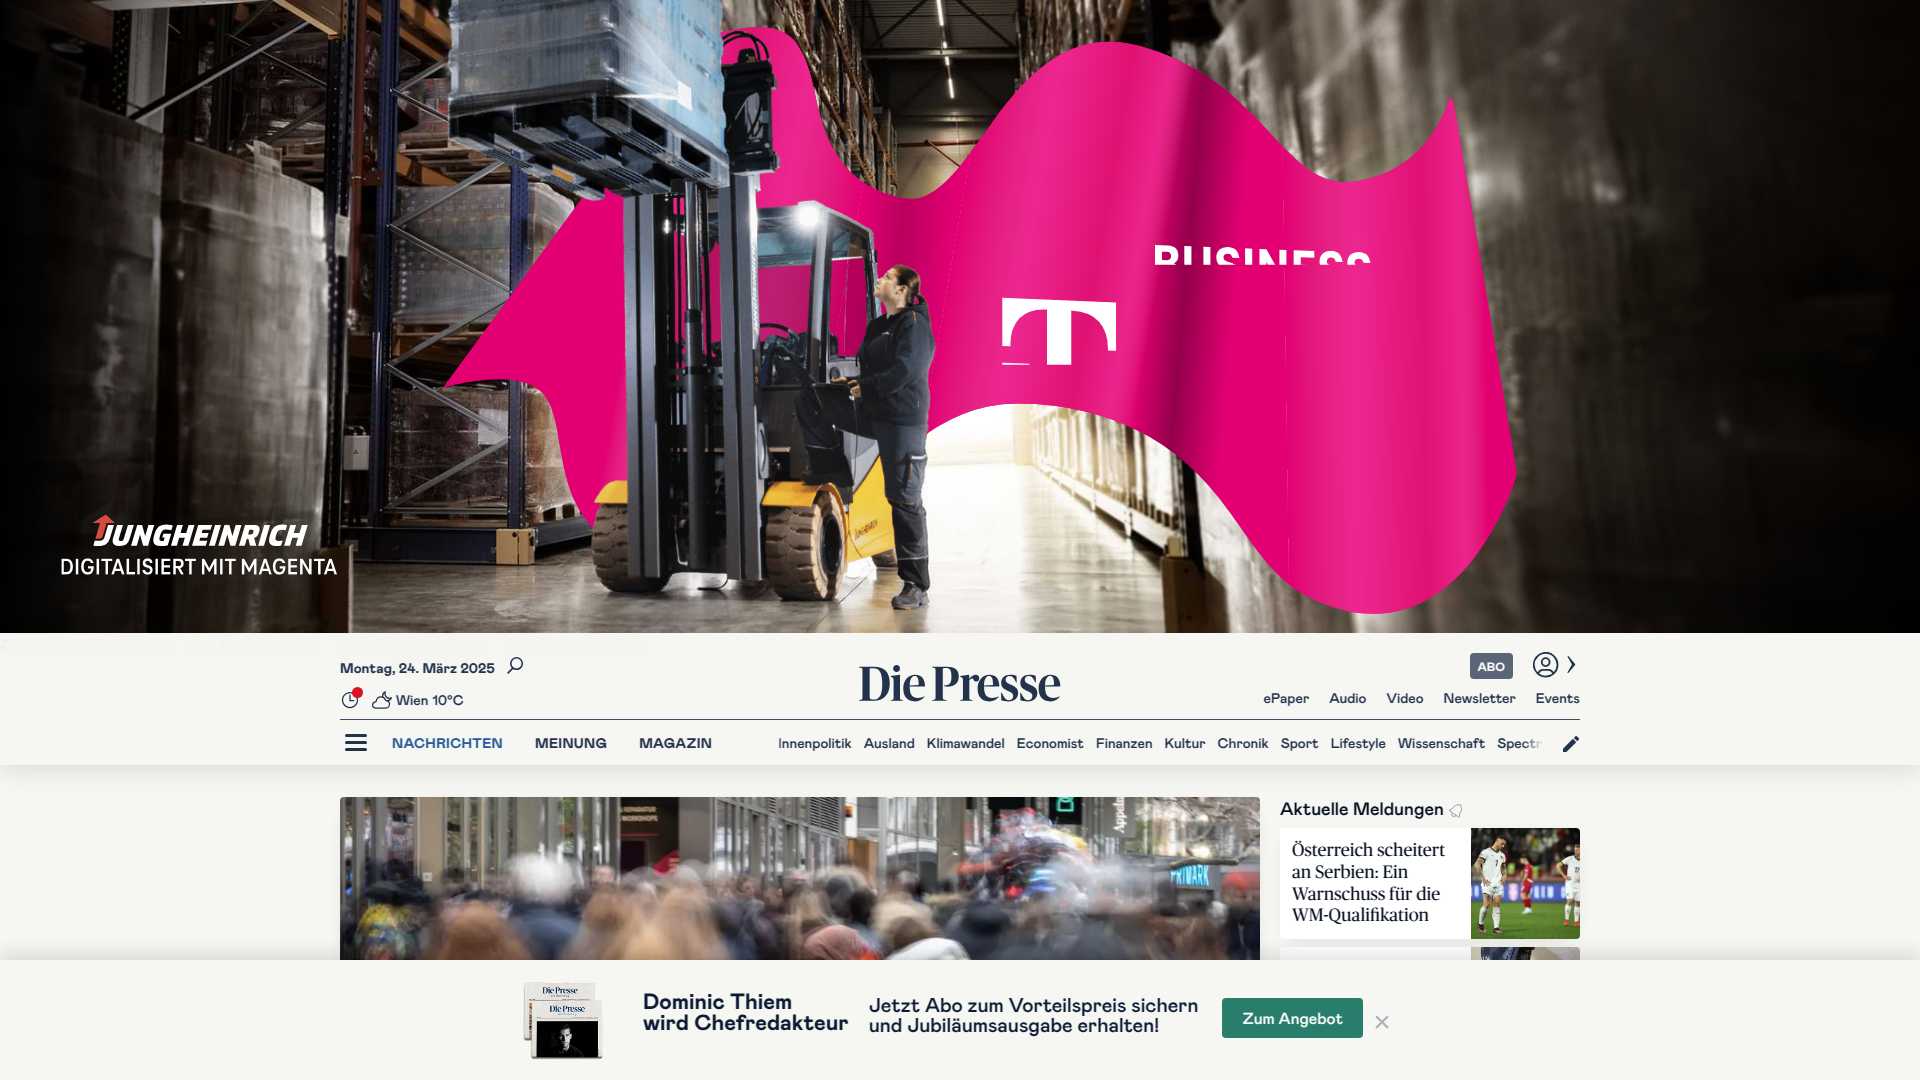 BUSINESS
T
JUNGHEINRICH
DIGITALISIERT MIT MAGENTA
Montag, 24. März 2025
Die Presse
ABO
Wien 10°C
ePaper Audio Video Newsletter Events
NACHRICHTEN MEINUNG MAGAZIN Innenpolitik Ausland Klimawandel Economist Finanzen Kultur Chronik Sport Lifestyle Wissenschaft Spectr
PRIMARK
Aktuelle Meldungen
Österreich scheitert
an Serbien: Ein
Warnschuss für die
WM-Qualifikation
Die Presse
Die Presse
Dominic Thiem
wird Chefredakteur
Jetzt Abo zum Vorteilspreis sichern
und Jubiläumsausgabe erhalten!
Zum Angebot